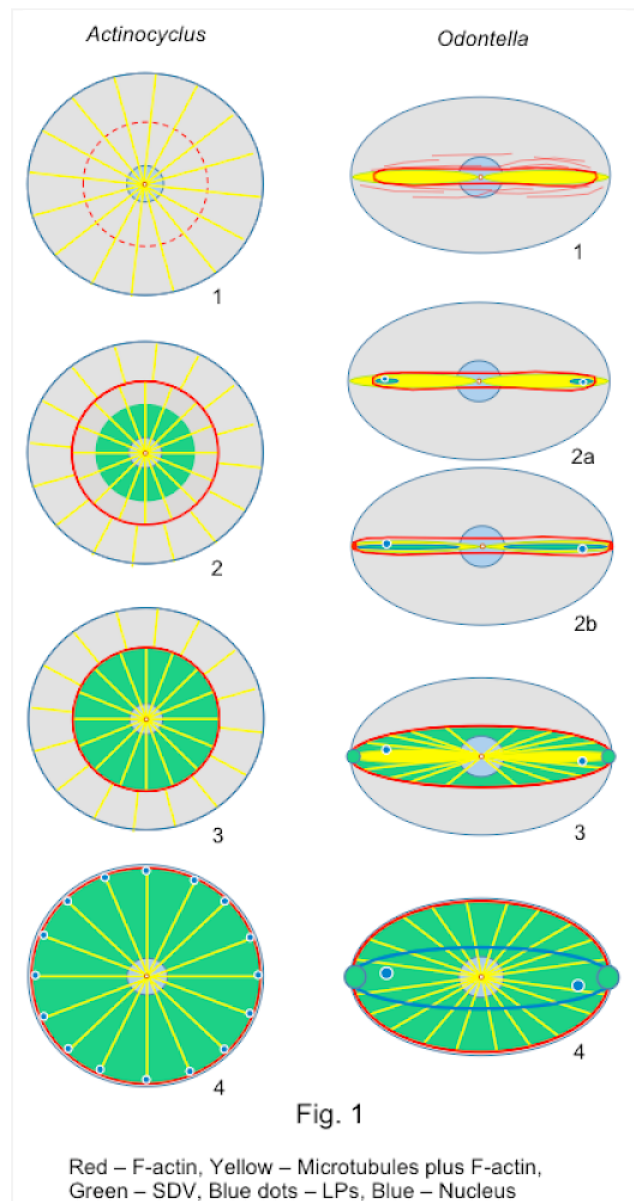 Actinocyclus
Odontella
1
1
2
2a
2b
3
3
4
4
Fig. 1
Red – F-actin, Yellow – Microtubules plus F-actin,
Green – SDV, Blue dots – LPs, Blue – Nucleus